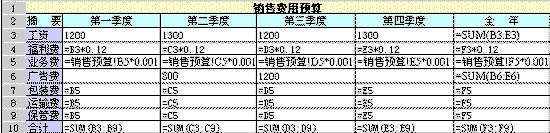 1 销售费用预算
2 摘 要 第一季度 第二季度 第三季度 第四季度 全 年
3 工资 1200 1300 1200 1300 =SUM(B3:E3)
4 福利费 =B3*0.12 =C3*0.12 =D3*0.12 =E3*0.12 =F3*0.12
5 业务费 =销售预算!B5*0.001 =销售预算!C5*0.001 =销售预算!D5*0.001 =销售预算!E5*0.001 =销售预算!F5*0.001
6 广告费 800 1200 =SUM(B6:E6)
7 包装费 =B5 =C5 =D5 =E5 =F5
8 运输费 =B5 =C5 =D5 =E5 =F5
9 保管费 =B5 =C5 =D5 =E5 =F5
10 合计 =SUM(B3:B9) =SUM(C3:C9) =SUM(D3:D9) =SUM(E3:E9) =SUM(F3:F9)